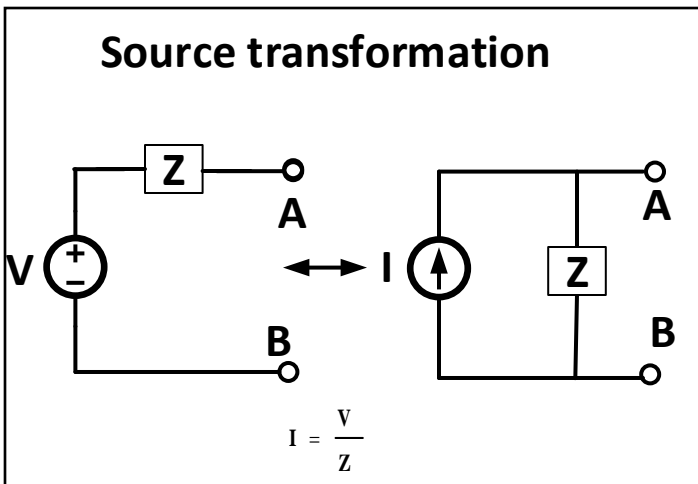 Source transformation
Z
A
V
+
−
B
I
Z
A
B
I = V
Z